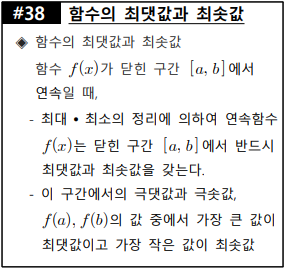 #38 함수의 최댓값과 최솟값
◈ 함수의 최댓값과 최솟값
함수 f(x)가 닫힌 구간 [a, b]에서
연속일 때,
- 최대 • 최소의 정리에 의하여 연속함수
f(x)는 닫힌 구간 [a, b]에서 반드시
최댓값과 최솟값을 갖는다.
- 이 구간에서의 극댓값과 극솟값,
f(a), f(b)의 값 중에서 가장 큰 값이
최댓값이고 가장 작은 값이 최솟값